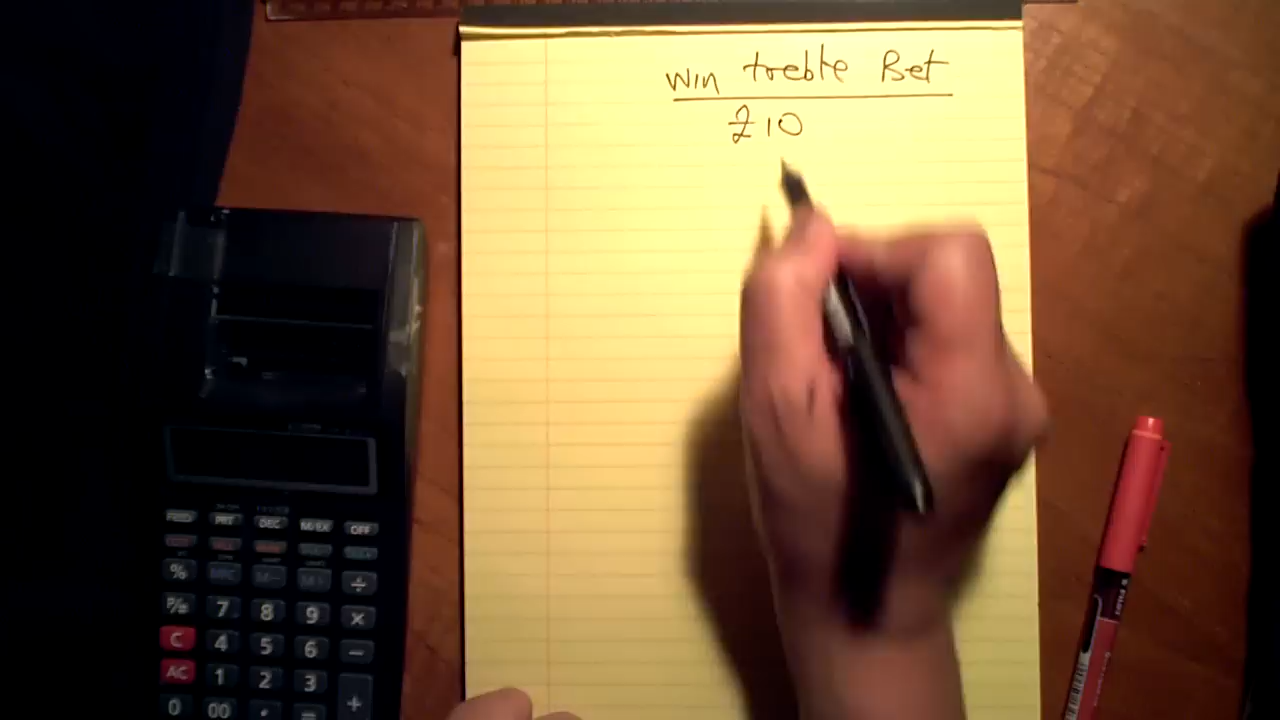 Win treble Bet
£10
FEED PRT DEC M/EX OFF
% MRC M- M+ ÷
7 8 9 ×
C 4 5 6 −
AC 1 2 3 +
0 00 . =